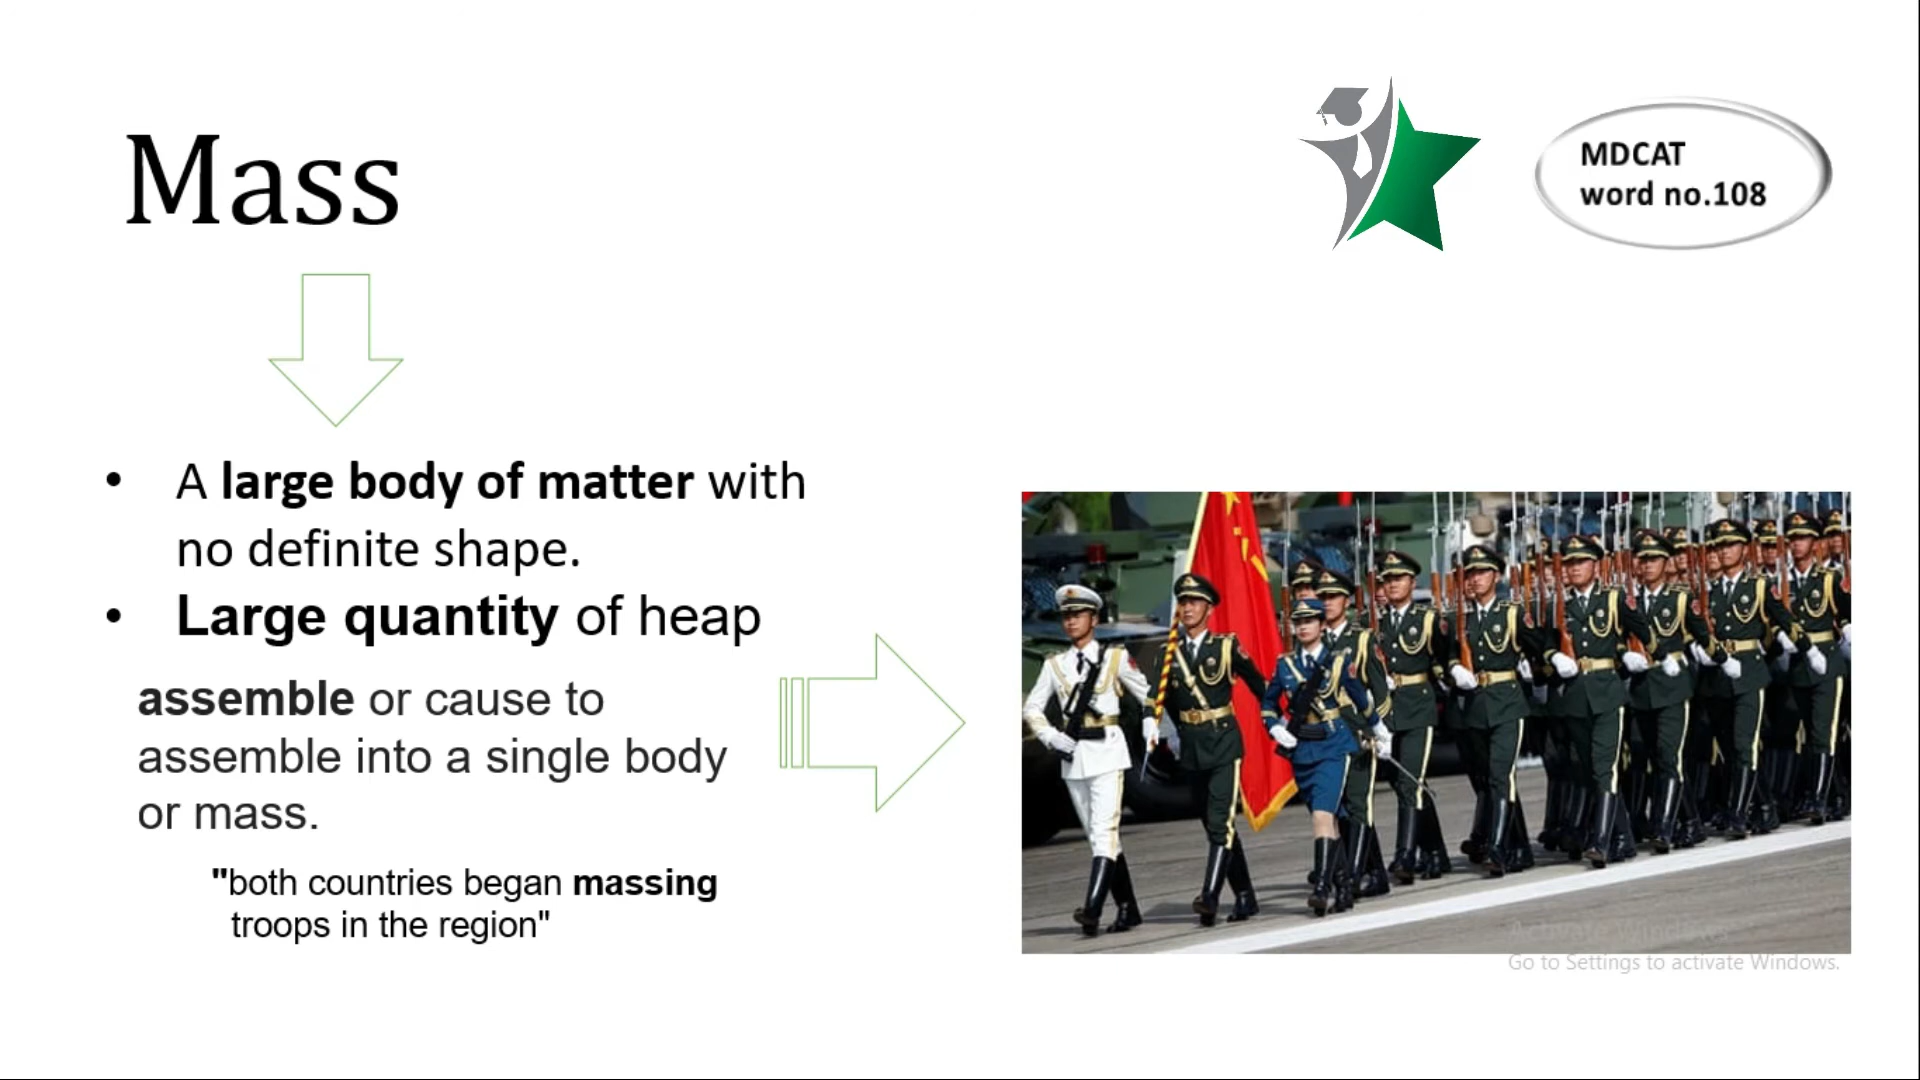 Mass
MDCAT
word no.108
• A large body of matter with
no definite shape.
• Large quantity of heap
assemble or cause to
assemble into a single body
or mass.
"both countries began massing
troops in the region"
Activate Windows
Go to Settings to activate Windows.